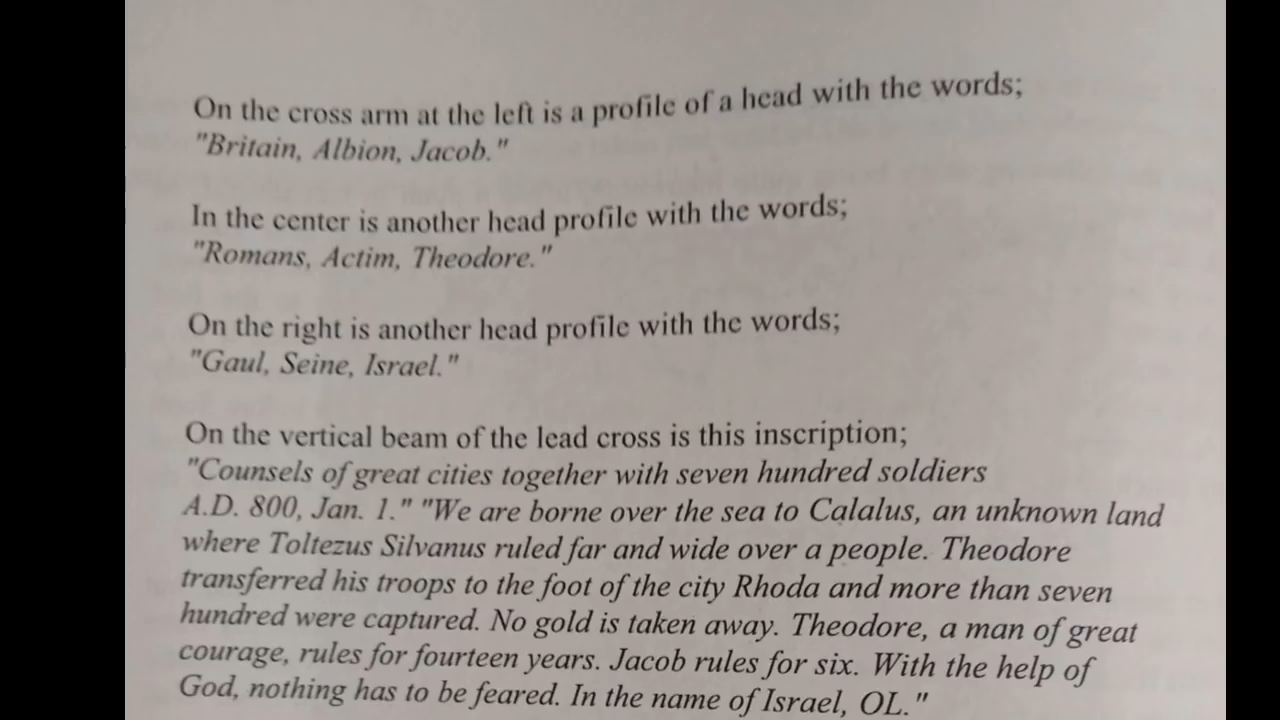 On the cross arm at the left is a profile of a head with the words;
"Britain, Albion, Jacob."
In the center is another head profile with the words;
"Romans, Actim, Theodore."
On the right is another head profile with the words;
"Gaul, Seine, Israel."
On the vertical beam of the lead cross is this inscription;
"Counsels of great cities together with seven hundred soldiers
A.D. 800, Jan. 1." "We are borne over the sea to Calalus, an unknown land
where Toltezus Silvanus ruled far and wide over a people. Theodore
transferred his troops to the foot of the city Rhoda and more than seven
hundred were captured. No gold is taken away. Theodore, a man of great
courage, rules for fourteen years. Jacob rules for six. With the help of
God, nothing has to be feared. In the name of Israel, OL."